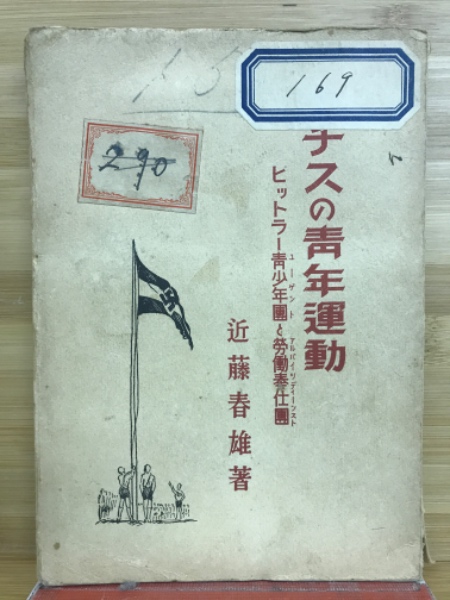 169
290
チスの青年運動
ヒットラー青少年團と勞働奉仕團
ユーゲント
アルバイツディーンスト
近藤春雄著